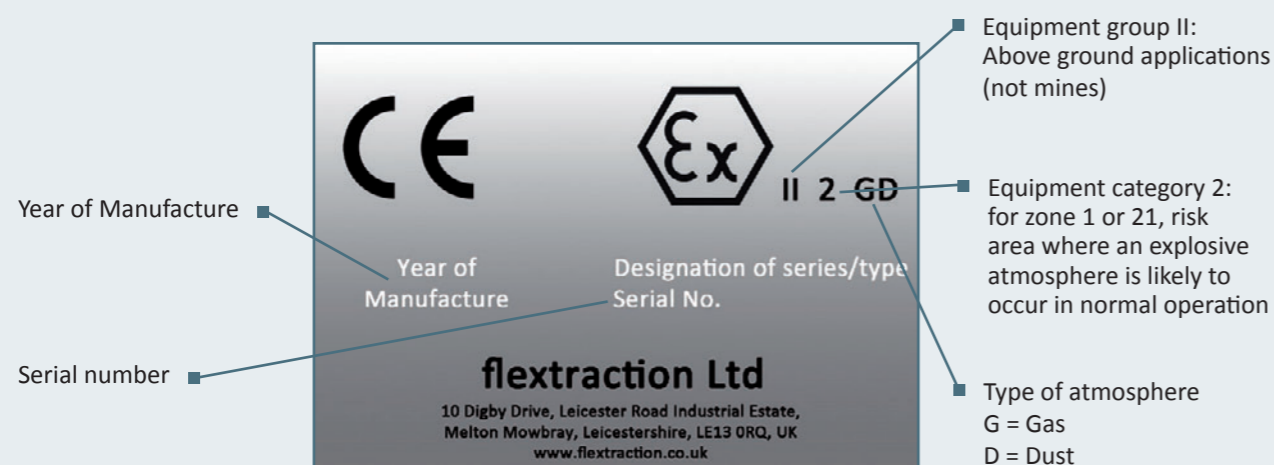 Equipment group II:
Above ground applications
(not mines)
CE
Ex II 2 GD
Year of Manufacture
Equipment category 2:
for zone 1 or 21, risk
area where an explosive
atmosphere is likely to
occur in normal operation
Year of
Manufacture
Designation of series/type
Serial No.
Serial number
flextraction Ltd
10 Digby Drive, Leicester Road Industrial Estate,
Melton Mowbray, Leicestershire, LE13 0RQ, UK
www.flextraction.co.uk
Type of atmosphere
G = Gas
D = Dust